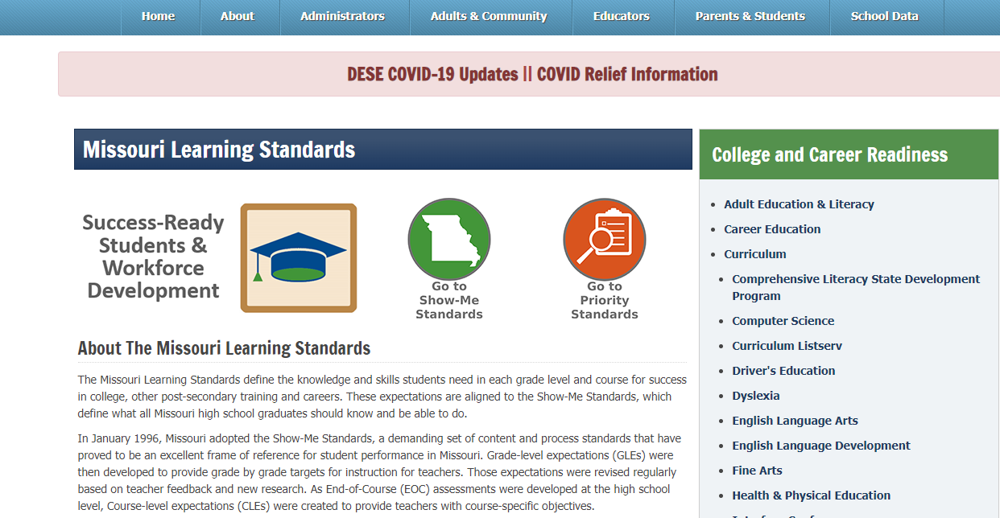 Home
About
Administrators
Adults & Community
Educators
Parents & Students
School Data
DESE COVID-19 Updates || COVID Relief Information
Missouri Learning Standards
Success-Ready
Students &
Workforce
Development
Go to
Show-Me
Standards
Go to
Priority
Standards
About The Missouri Learning Standards
The Missouri Learning Standards define the knowledge and skills students need in each grade level and course for success
in college, other post-secondary training and careers. These expectations are aligned to the Show-Me Standards, which
define what all Missouri high school graduates should know and be able to do.
In January 1996, Missouri adopted the Show-Me Standards, a demanding set of content and process standards that have
proved to be an excellent frame of reference for student performance in Missouri. Grade-level expectations (GLEs) were
then developed to provide grade by grade targets for instruction for teachers. Those expectations were revised regularly
based on teacher feedback and new research. As End-of-Course (EOC) assessments were developed at the high school
level, Course-level expectations (CLEs) were created to provide teachers with course-specific objectives.
College and Career Readiness
Adult Education & Literacy
Career Education
Curriculum
Comprehensive Literacy State Development
Program
Computer Science
Curriculum Listserv
Driver's Education
Dyslexia
English Language Arts
English Language Development
Fine Arts
Health & Physical Education